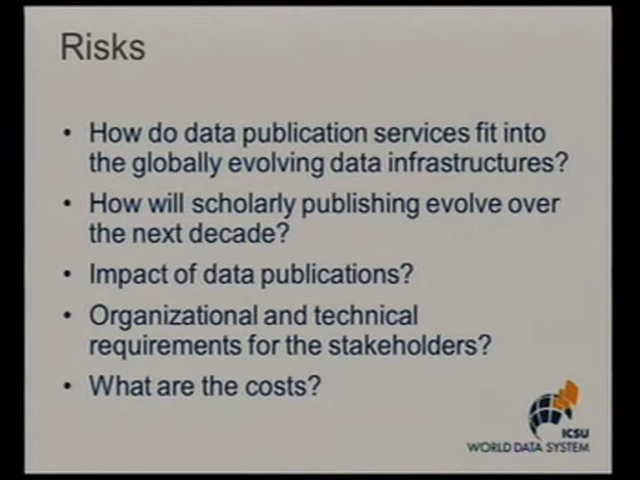 Risks
• How do data publication services fit into
the globally evolving data infrastructures?
• How will scholarly publishing evolve over
the next decade?
• Impact of data publications?
• Organizational and technical
requirements for the stakeholders?
• What are the costs?
ICSU
WORLD DATA SYSTEM